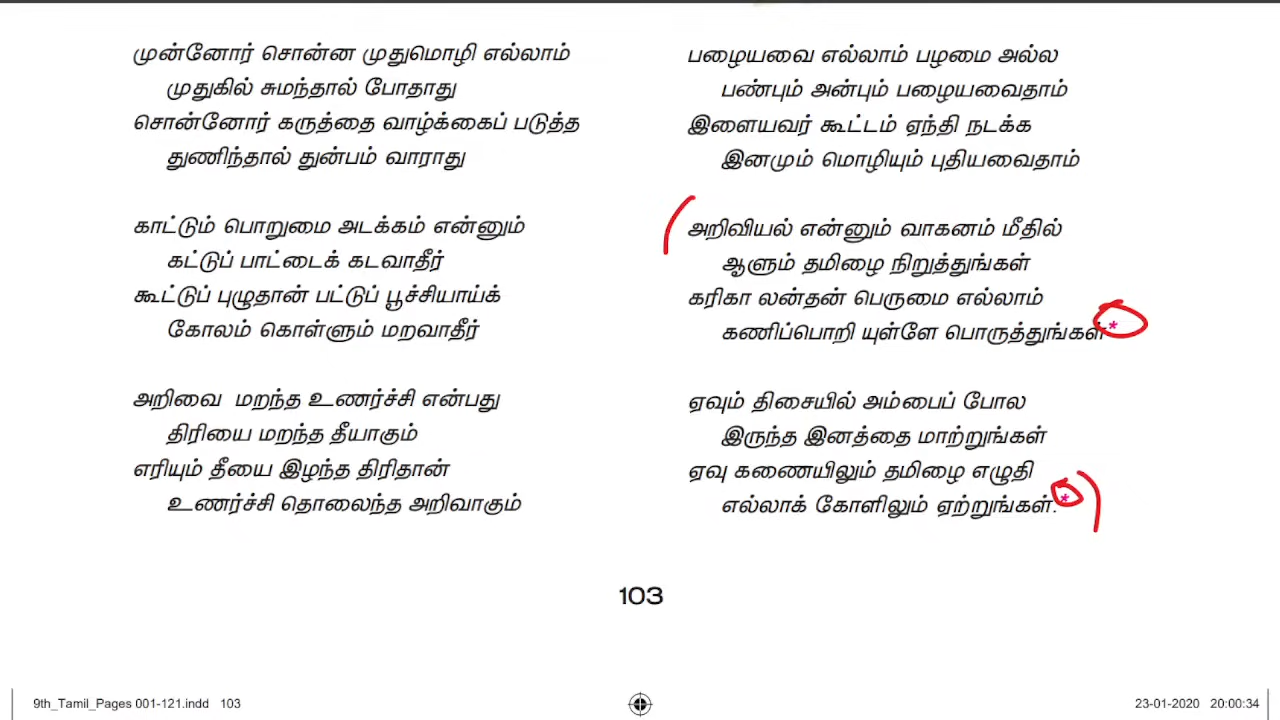 முன்னோர் சொன்ன முதுமொழி எல்லாம்
முதுகில் சுமந்தால் போதாது
சொன்னோர் கருத்தை வாழ்க்கைப் படுத்த
துணிந்தால் துன்பம் வாராது
காட்டும் பொறுமை அடக்கம் என்னும்
கட்டுப் பாட்டைக் கடவாதீர்
கூட்டுப் புழுதான் பட்டுப் பூச்சியாய்க்
கோலம் கொள்ளும் மறவாதீர்
அறிவை மறந்த உணர்ச்சி என்பது
திரியை மறந்த தீயாகும்
எரியும் தீயை இழந்த திரிதான்
உணர்ச்சி தொலைந்த அறிவாகும்
பழையவை எல்லாம் பழமை அல்ல
பண்பும் அன்பும் பழையவைதாம்
இளையவர் கூட்டம் ஏந்தி நடக்க
இனமும் மொழியும் புதியவைதாம்
அறிவியல் என்னும் வாகனம் மீதில்
ஆளும் தமிழை நிறுத்துங்கள்
கரிகா லன்தன் பெருமை எல்லாம்
கணிப்பொறி யுள்ளே பொருத்துங்கள்*
ஏவும் திசையில் அம்பைப் போல
இருந்த இனத்தை மாற்றுங்கள்
ஏவு கணையிலும் தமிழை எழுதி
எல்லாக் கோளிலும் ஏற்றுங்கள்.*
103
9th_Tamil_Pages 001-121.indd 103
23-01-2020 20:00:34